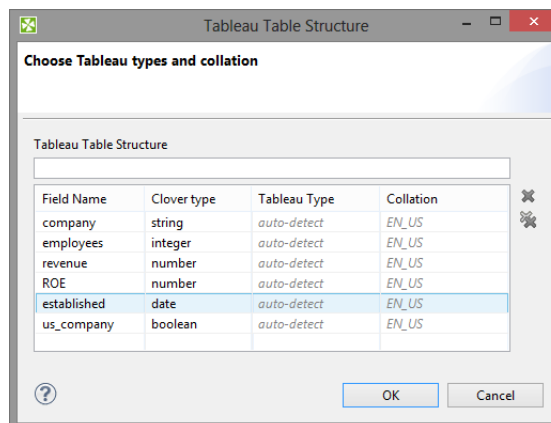 Tableau Table Structure
Choose Tableau types and collation
Tableau Table Structure
Field Name Clover type Tableau Type Collation
company string auto-detect EN_US
employees integer auto-detect EN_US
revenue number auto-detect EN_US
ROE number auto-detect EN_US
established date auto-detect EN_US
us_company boolean auto-detect EN_US
OK Cancel